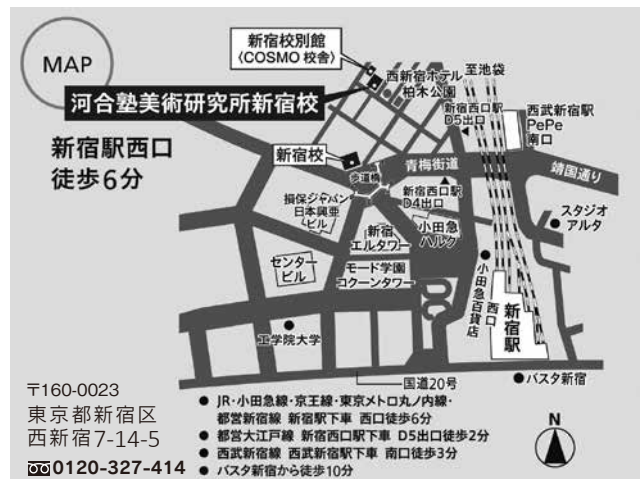 MAP
新宿校別館
〈COSMO 校舎〉
河合塾美術研究所新宿校
新宿駅西口
徒歩6分
西新宿ホテル
柏木公園
至池袋
新宿西口駅
D5出口
西武新宿駅
PePe
南口
新宿校
歩道橋
青梅街道
靖国通り
新宿西口駅
D4出口
損保ジャパン
日本興亜
ビル
新宿
エルタワー
小田急
ハルク
スタジオ
アルタ
センター
ビル
モード学園
コクーンタワー
小田急百貨店
西口
新宿駅
工学院大学
国道20号
バスタ新宿
〒160-0023
東京都新宿区
西新宿7-14-5
0120-327-414
● JR・小田急線・京王線・東京メトロ丸ノ内線・
都営新宿線 新宿駅下車 西口徒歩6分
● 都営大江戸線 新宿西口駅下車 D5出口徒歩2分
● 西武新宿線 西武新宿駅下車 南口徒歩3分
● バスタ新宿から徒歩10分
N